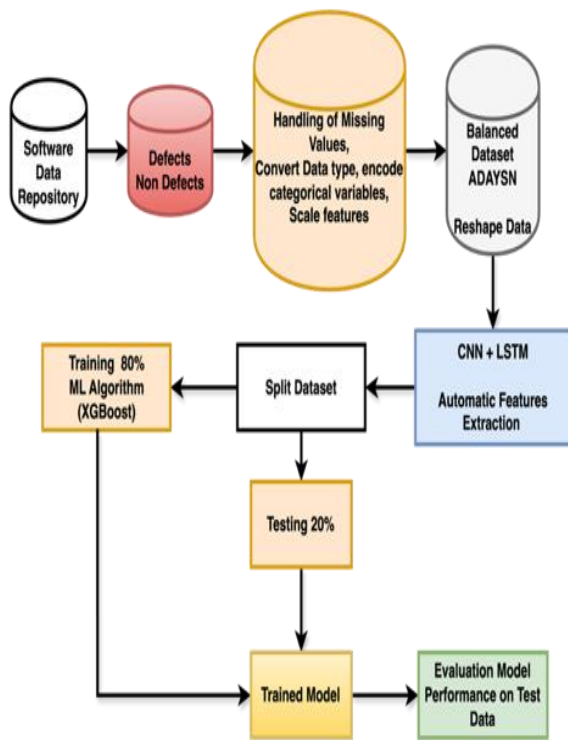 Software
Data
Repository
Defects
Non Defects
Handling of Missing
Values,
Convert Data type, encode
categorical variables,
Scale features
Balanced
Dataset
ADAYSN
Reshape Data
CNN + LSTM
Automatic Features
Extraction
Split Dataset
Training 80%
ML Algorithm
(XGBoost)
Testing 20%
Trained Model
Evaluation Model
Performance on Test
Data